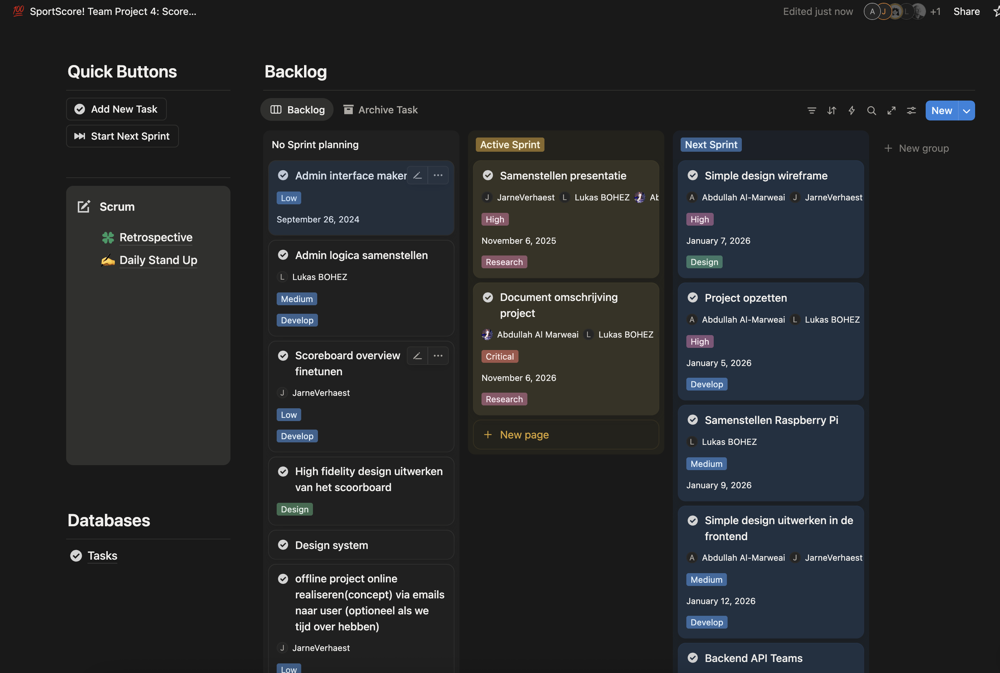 💯 SportScore! Team Project 4: Score...
Edited just now
A J L +1
Share
Quick Buttons
Add New Task
Start Next Sprint
Scrum
Retrospective
Daily Stand Up
Databases
Tasks
Backlog
Backlog
Archive Task
New
No Sprint planning
Admin interface maken
Low
September 26, 2024
Admin logica samenstellen
L Lukas BOHEZ
Medium
Develop
Scoreboard overview
finetunen
J JarneVerhaest
Low
Develop
High fidelity design uitwerken
van het scoorboard
Design
Design system
offline project online
realiseren(concept) via emails
naar user (optioneel als we
tijd over hebben)
J JarneVerhaest
Low
Active Sprint
Samenstellen presentatie
J JarneVerhaest L Lukas BOHEZ Ab
High
November 6, 2025
Research
Document omschrijving
project
Abdullah Al Marweai L Lukas BOHEZ
Critical
November 6, 2026
Research
+ New page
Next Sprint
Simple design wireframe
A Abdullah Al-Marweai J JarneVerhaest
High
January 7, 2026
Design
Project opzetten
A Abdullah Al-Marweai L Lukas BOHEZ
High
January 5, 2026
Develop
Samenstellen Raspberry Pi
L Lukas BOHEZ
Medium
January 9, 2026
Simple design uitwerken in de
frontend
A Abdullah Al-Marweai J JarneVerhaest
Medium
January 12, 2026
Develop
Backend API Teams
+ New group